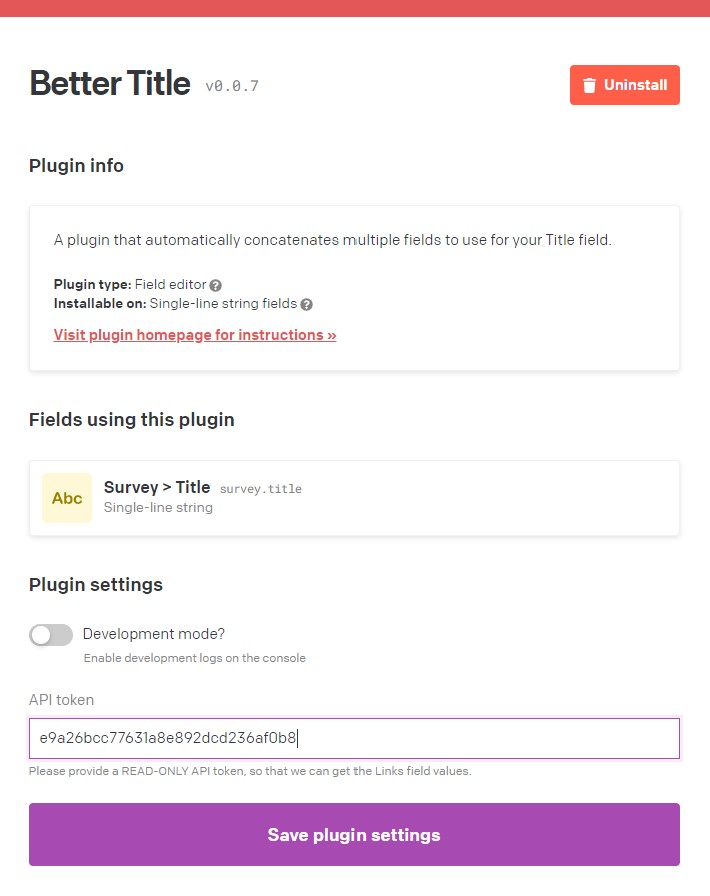 Better Title v0.0.7
Uninstall
Plugin info
A plugin that automatically concatenates multiple fields to use for your Title field.
Plugin type: Field editor ?
Installable on: Single-line string fields ?
Visit plugin homepage for instructions »
Fields using this plugin
Abc
Survey > Title survey.title
Single-line string
Plugin settings
Development mode?
Enable development logs on the console
API token
e9a26bcc77631a8e892dcd236af0b8
Please provide a READ-ONLY API token, so that we can get the Links field values.
Save plugin settings